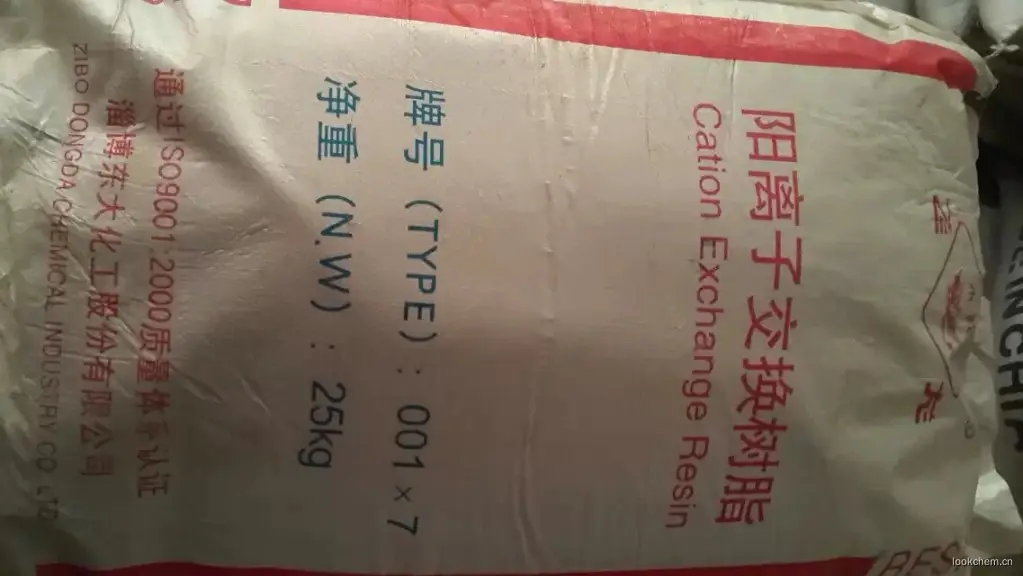 阳离子交换树脂
Cation Exchange Resin
牌号（TYPE）：001×7
净重（N.W）：25kg
通过ISO9001:2000质量体系认证
淄博东大化工股份有限公司
ZIBO DONGDA CHEMICAL INDUSTRY CO LTD
lookchem.cn